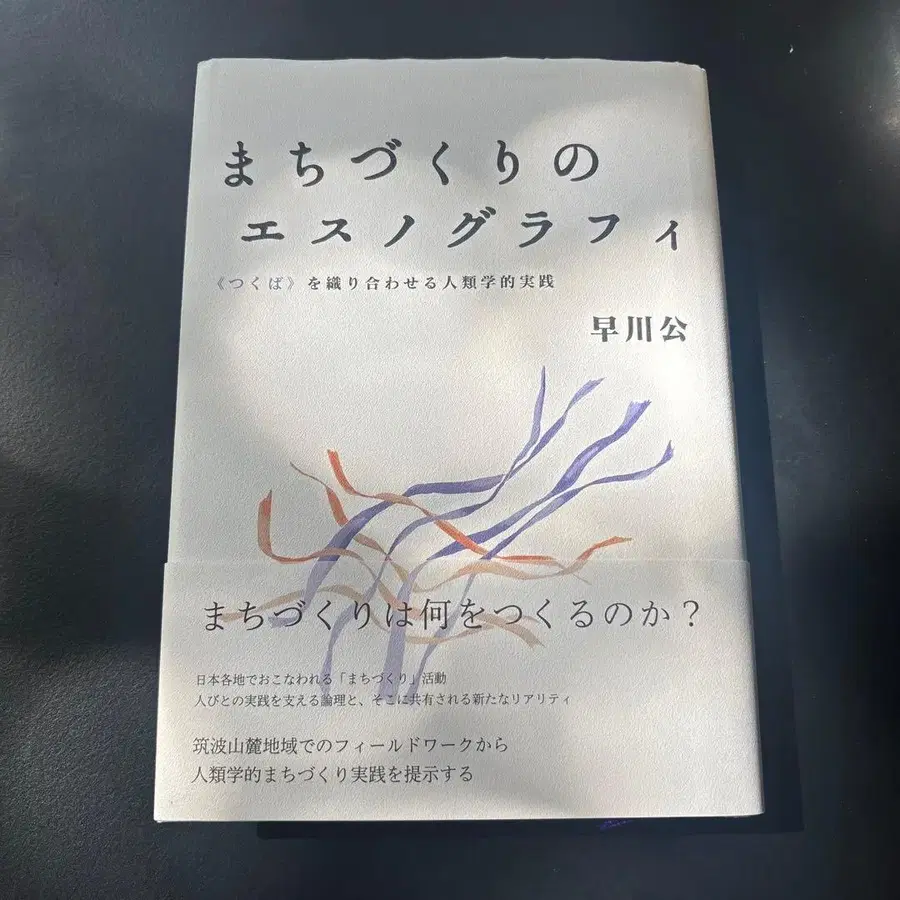 まちづくりの
エスノグラフィ
《つくば》を織り合わせる人類学的実践
早川公
まちづくりは何をつくるのか？
日本各地でおこなわれる「まちづくり」活動
人びとの実践を支える論理と、そこに共有される新たなリアリティ
筑波山麓地域でのフィールドワークから
人類学的まちづくり実践を提示する